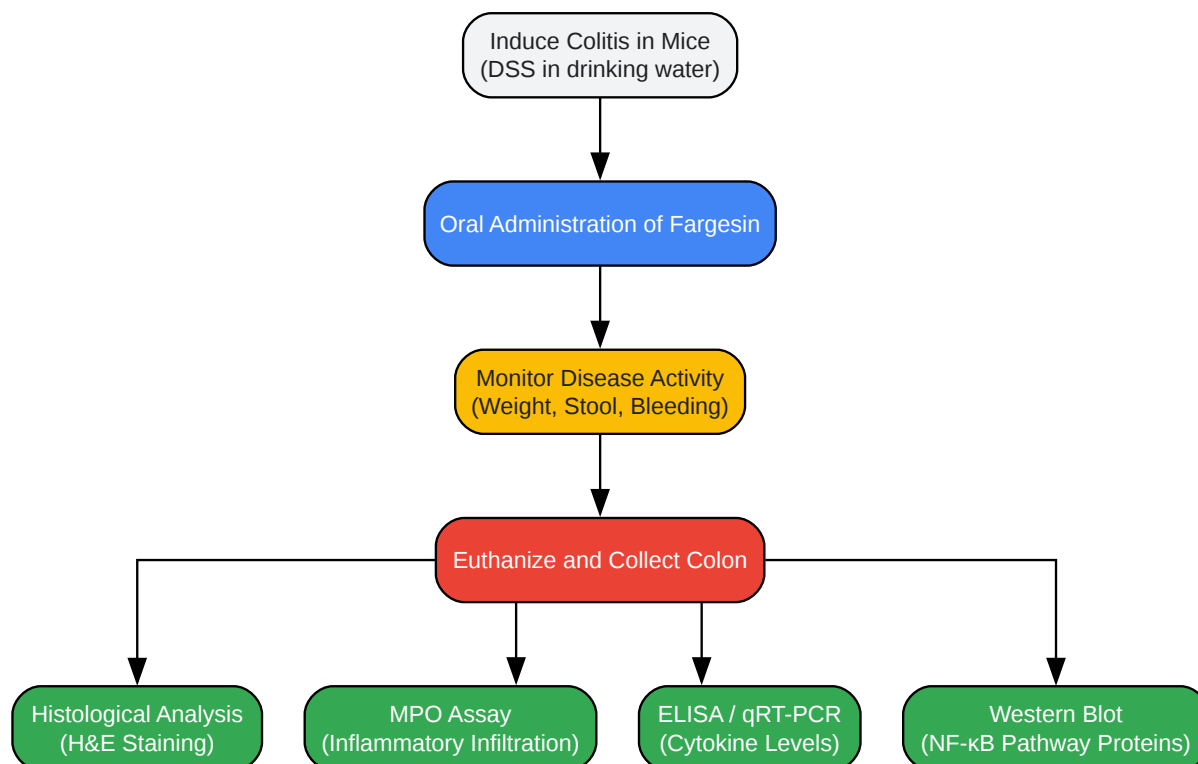 Induce Colitis in Mice
(DSS in drinking water)
Oral Administration of Fargesin
Monitor Disease Activity
(Weight, Stool, Bleeding)
Euthanize and Collect Colon
Histological Analysis
(H&E Staining)
MPO Assay
(Inflammatory Infiltration)
ELISA / qRT-PCR
(Cytokine Levels)
Western Blot
(NF-κB Pathway Proteins)